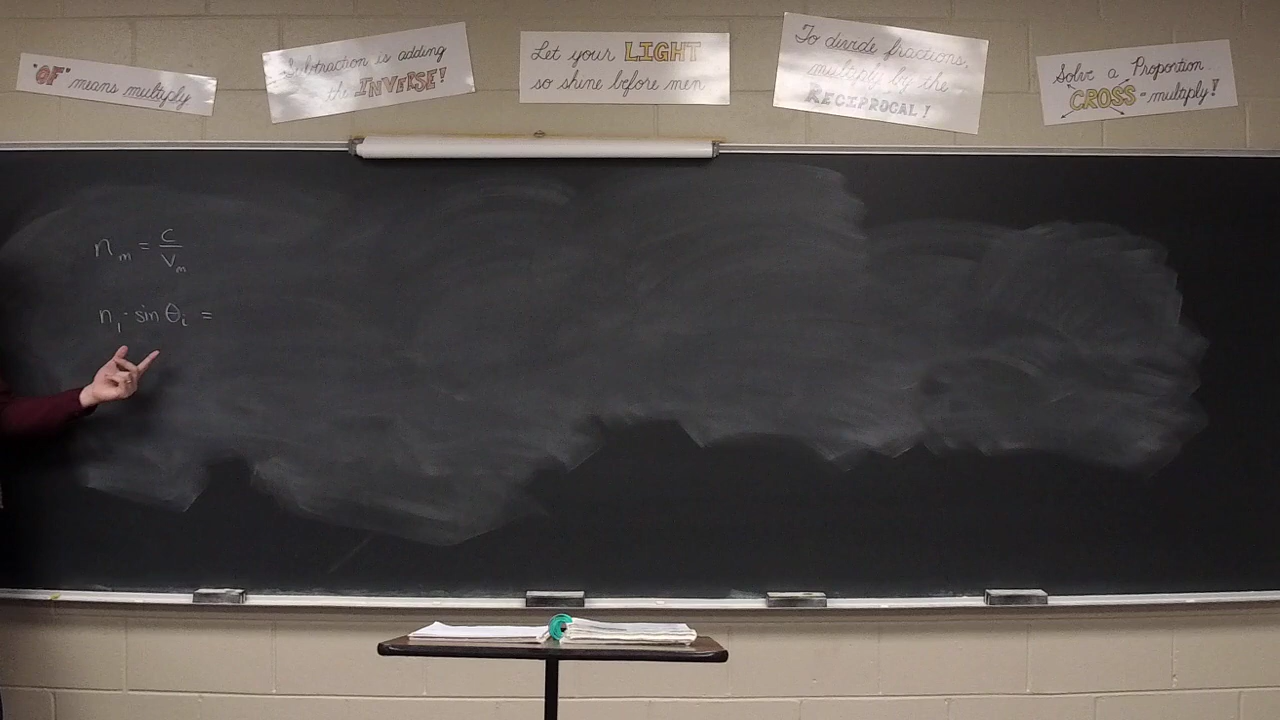 "OF" means multiply
Subtraction is adding
the INVERSE!
Let your LIGHT
so shine before men
To divide fractions,
multiply by the
RECIPROCAL!
Solve a Proportion...
CROSS-multiply!
n_m = c/v_m
n_1 · sin θ_i =